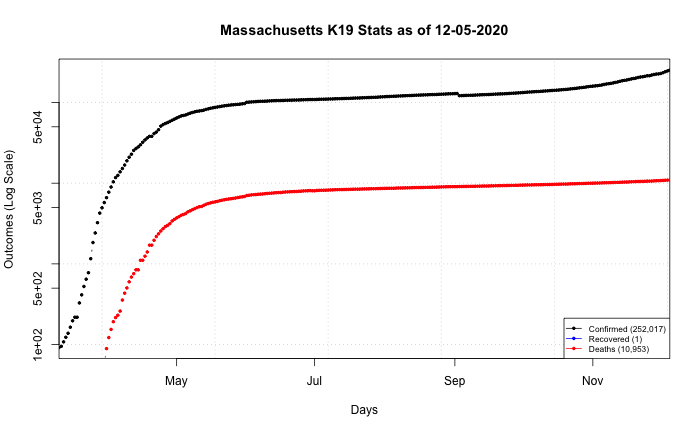 Massachusetts K19 Stats as of 12-05-2020
Outcomes (Log Scale)
5e+04
5e+03
5e+02
1e+02
May
Jul
Sep
Nov
Days
Confirmed (252,017)
Recovered (1)
Deaths (10,953)